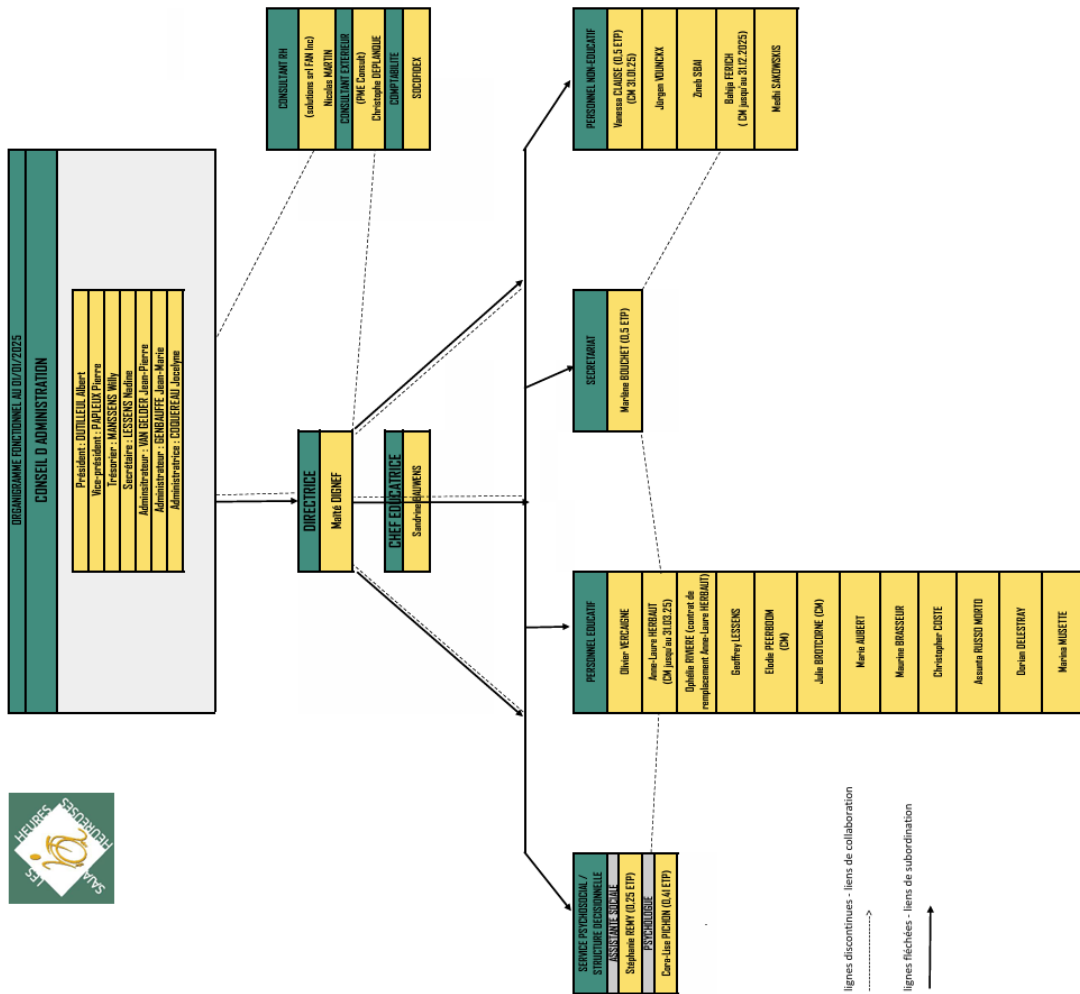 ORGANIGRAMME FONCTIONNEL AU 01/01/2025
CONSEIL D ADMINISTRATION
Président : DUTILLEUL Albert
Vice-président : PAPLEUX Pierre
Trésorier : MANSSENS Willy
Secrétaire : LESSENS Nadine
Adminsitrateur : VAN GELDER Jean-Pierre
Administrateur : GENBAUFFE Jean-Marie
Administratrice : COQUEREAU Jocelyne
LES HEURES HEUREUSES SAJA
CONSULTANT RH
(solutions srl FAN Inc)
Nicolas MARTIN
CONSULTANT EXTERIEUR
(PME Consult)
Christophe DEPLANQUE
COMPTABILITE
SOCOFIDEX
DIRECTRICE
Maïté DIGNEF
CHEF EDUCATRICE
Sandrine BAUWENS
SERVICE PSYCHOSOCIAL /
STRUCTURE DECISIONNELLE
ASSISTANTE SOCIALE
Stéphanie REMY (0,25 ETP)
PSYCHOLOGUE
Cora-Lise PICHON (0,41 ETP)
PERSONNEL EDUCATIF
Olivier VERCAIGNE
Anne-Laure HERBAUT
(CM jusqu'au 31.03.25)
Ophélie RIVIERE (contrat de
remplacement Anne-Laure HERBAUT)
Geoffrey LESSENS
Elodie PEERBOOM
(CM)
Julie BROTCORNE (CM)
Marie AUBERT
Maurine BRASSEUR
Christopher COSTE
Assunta RUSSO MORTO
Dorian DELESTRAY
Marina MUSETTE
SECRETARIAT
Marlène BOUCHET (0,5 ETP)
PERSONNEL NON-EDUCATIF
Vanessa CLAUSE (0,5 ETP)
(CM 31.01.25)
Jürgen VOUNCKX
Zineb SBAI
Bahija FERICH
( CM jusqu'au 31.12.2025)
Medhi SAKOWSKIS
lignes discontinues - liens de collaboration
lignes fléchées - liens de subordination